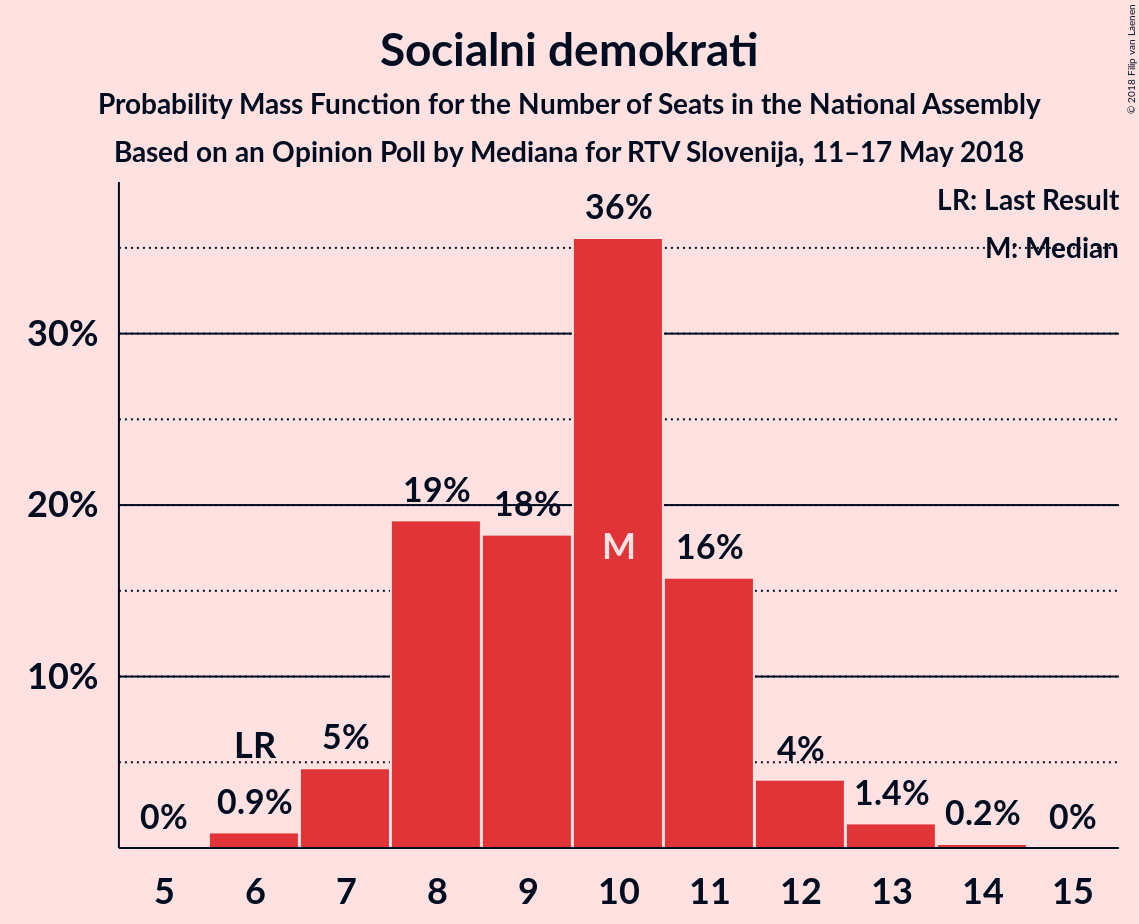 Socialni demokrati
Probability Mass Function for the Number of Seats in the National Assembly
Based on an Opinion Poll by Mediana for RTV Slovenija, 11–17 May 2018
© 2018 Filip van Laenen
LR: Last Result
M: Median
36%
30%
19%
18%
20%
M
16%
10%
LR
5%
4%
0%
0.9%
1.4%
0.2%
0%
5 6 7 8 9 10 11 12 13 14 15